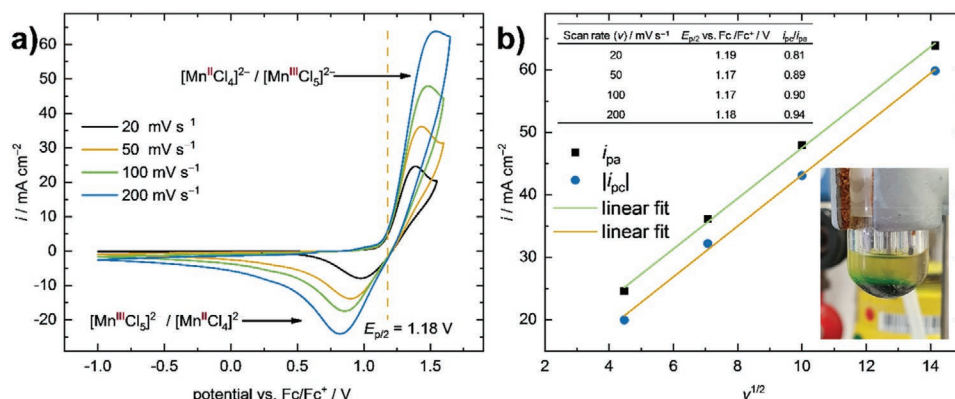 a)
60
50
40
30
20
10
0
-10
-20
[MnᴵᴵCl₄]²⁻ / [MnᴵᴵᴵCl₅]²⁻
20 mV s⁻¹
50 mV s⁻¹
100 mV s⁻¹
200 mV s⁻¹
[MnᴵᴵᴵCl₅]² / [MnᴵᴵCl₄]²
Eₚ/₂ = 1.18 V
i / mA cm⁻²
-1.0 -0.5 0.0 0.5 1.0 1.5
potential vs. Fc/Fc⁺ / V
b)
60
50
40
30
20
Scan rate (v) / mV s⁻¹ Eₚ/₂ vs. Fc /Fc⁺ / V iₚc/iₚa
20 1.19 0.81
50 1.17 0.89
100 1.17 0.90
200 1.18 0.94
iₚa
|iₚc|
linear fit
linear fit
i / mA cm⁻²
2 4 6 8 10 12 14
v¹/²